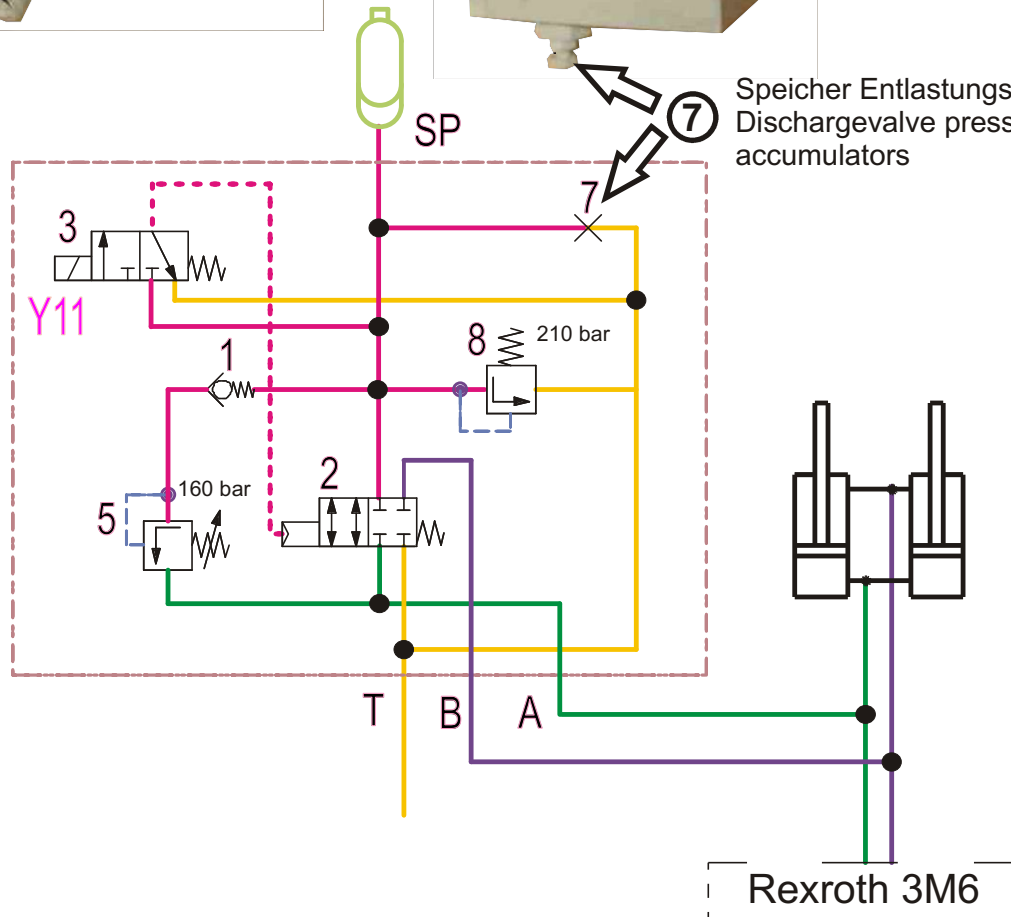 Speicher Entlastungs
7 Dischargevalve press
accumulators
SP
7
3
Y11
8 210 bar
1
2
160 bar
5
T B A
Rexroth 3M6